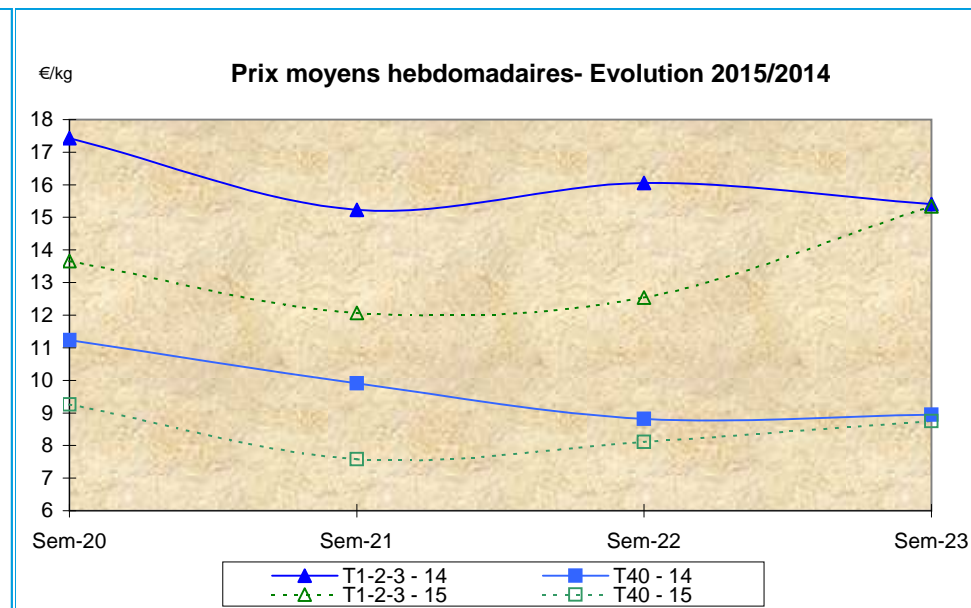 €/kg
Prix moyens hebdomadaires- Evolution 2015/2014
18
17
16
15
14
13
12
11
10
9
8
7
6
Sem-20 Sem-21 Sem-22 Sem-23
T1-2-3 - 14 T40 - 14
T1-2-3 - 15 T40 - 15